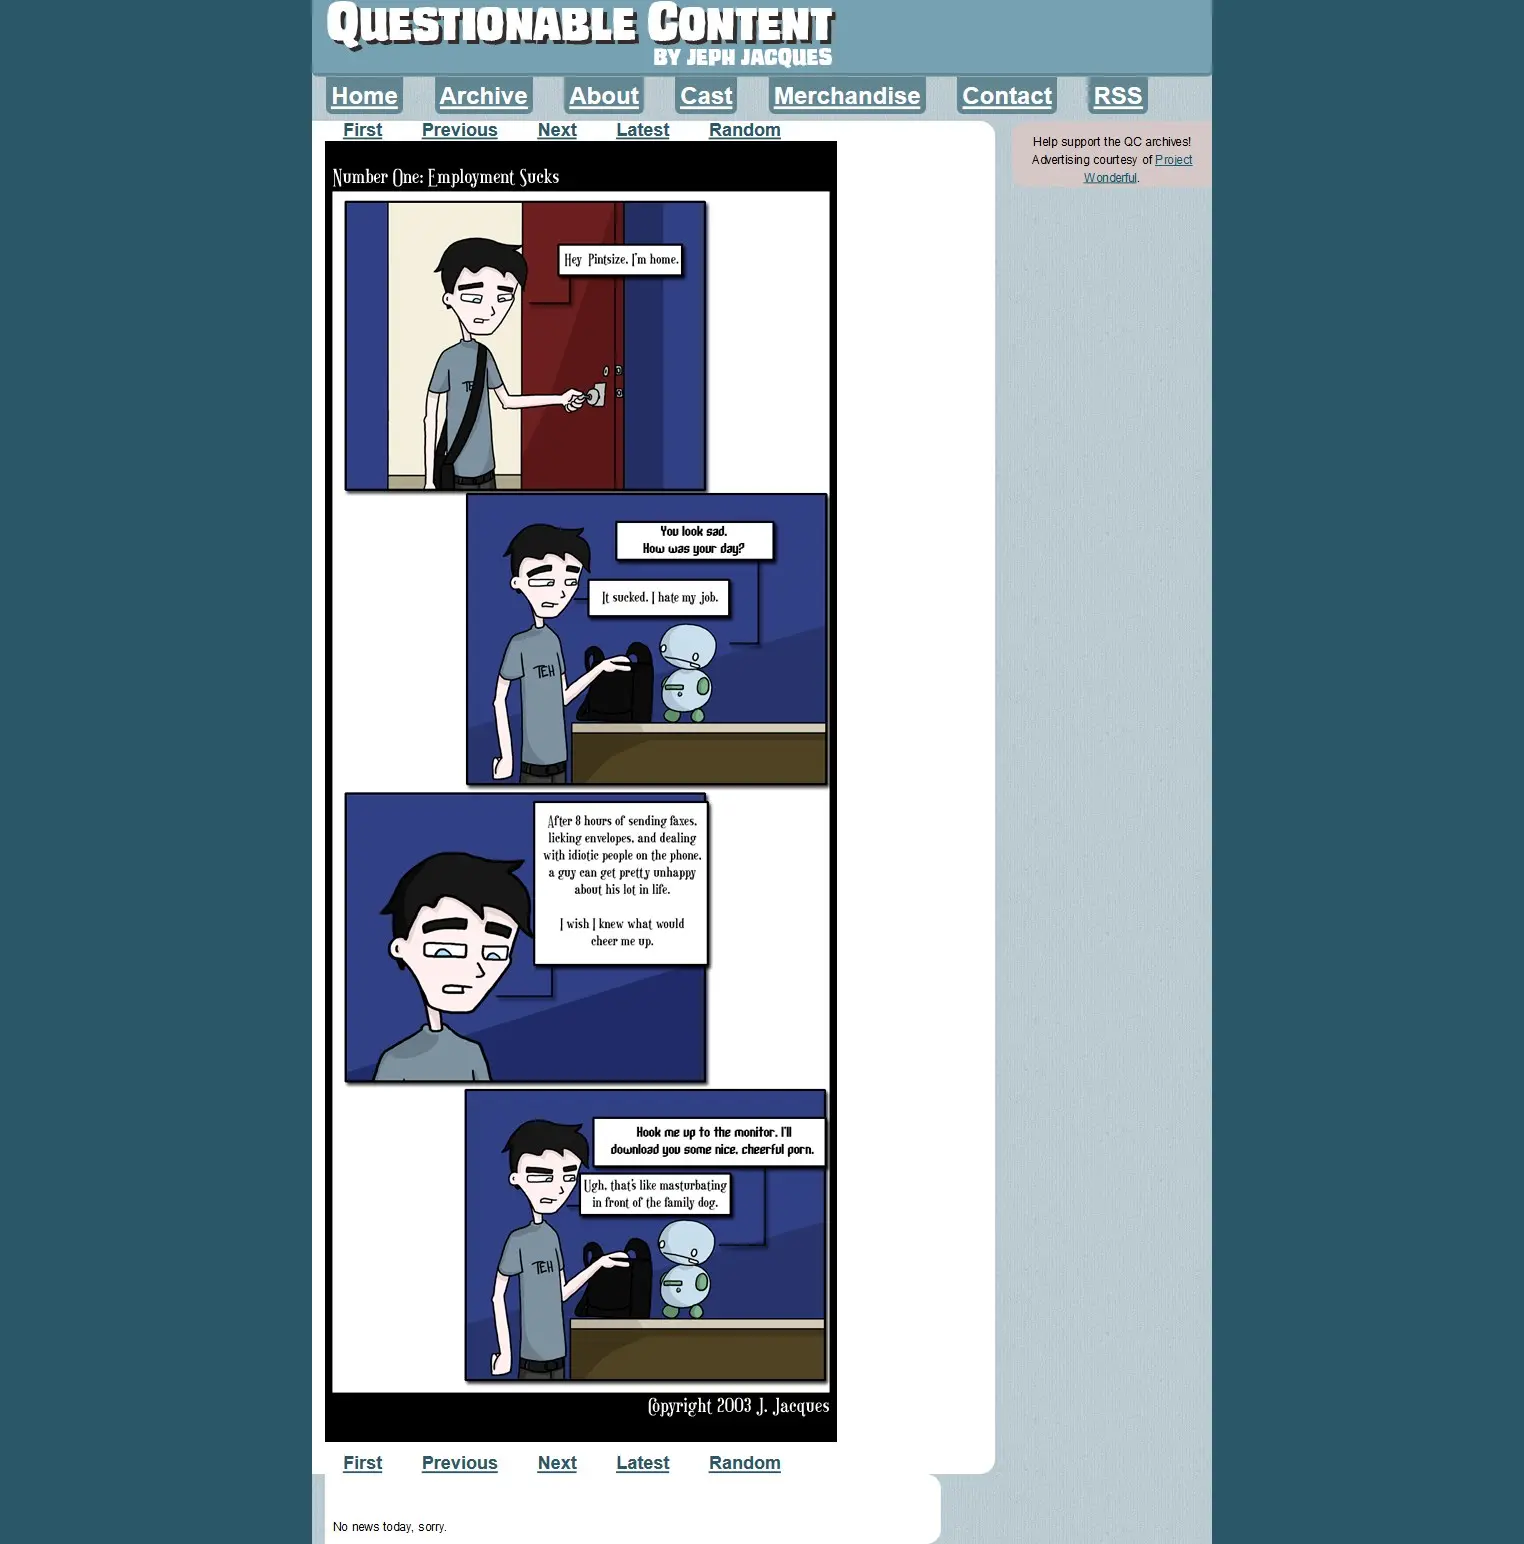 Questionable Content
by Jeph Jacques
Home Archive About Cast Merchandise Contact RSS
First Previous Next Latest Random
Help support the QC archives!
Advertising courtesy of Project
Wonderful.
Number One: Employment Sucks
Hey Pintsize, I'm home.
TE
You look sad.
How was your day?
It sucked. I hate my job.
TEH
After 8 hours of sending faxes,
licking envelopes, and dealing
with idiotic people on the phone,
a guy can get pretty unhappy
about his lot in life.
I wish I knew what would
cheer me up.
Hook me up to the monitor. I'll
download you some nice, cheerful porn.
Ugh, that's like masturbating
in front of the family dog.
TEH
Copyright 2003 J. Jacques
First Previous Next Latest Random
No news today, sorry.